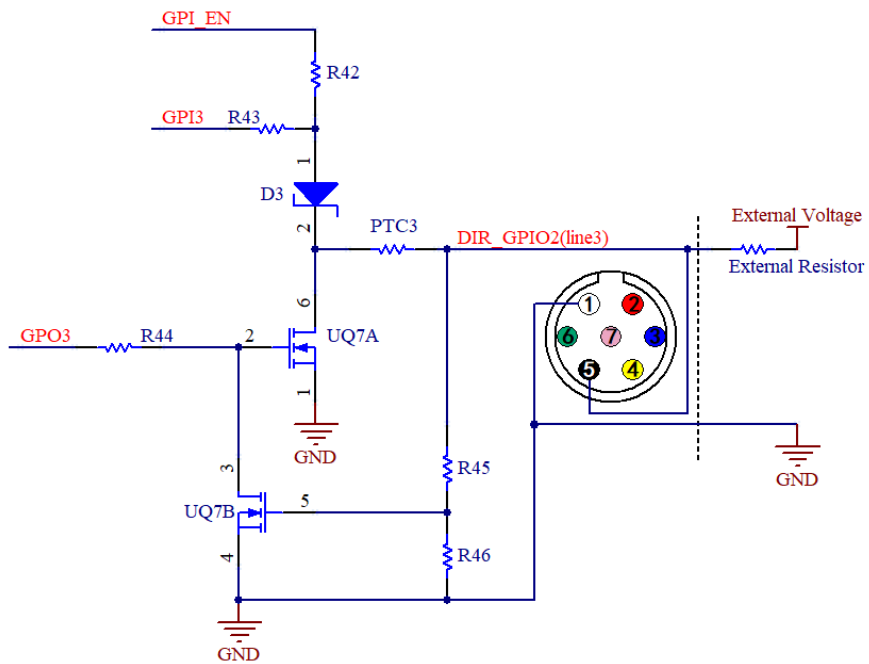 GPI_EN
R42
GPI3
R43
1
D3
2
PTC3
DIR_GPIO2(line3)
External Voltage
External Resistor
1
2
6
7
3
5
4
6
GPO3
R44
2
UQ7A
1
GND
GND
3
R45
UQ7B
5
4
R46
GND